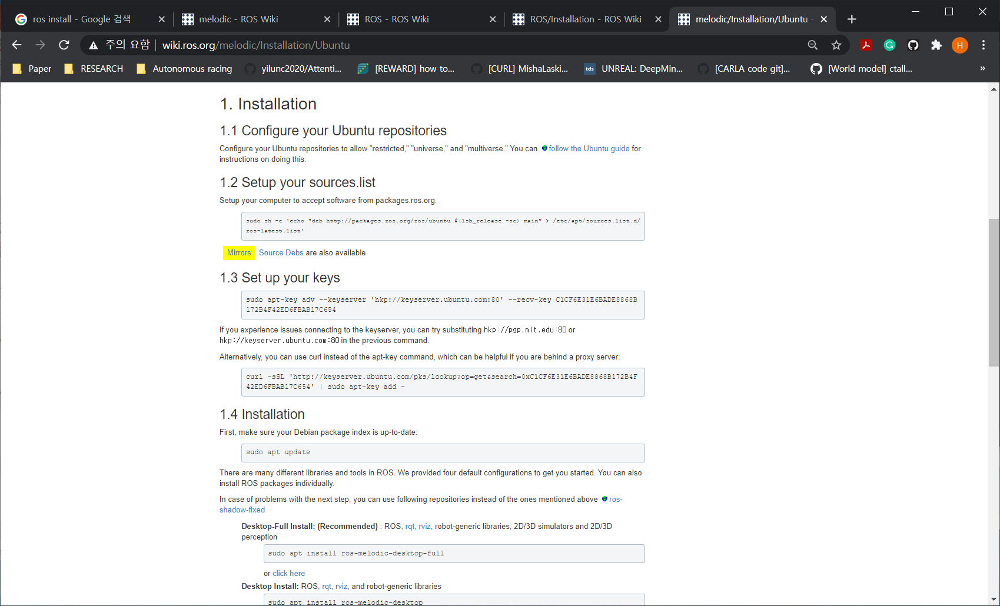 ros install - Google 검색
melodic - ROS Wiki
ROS - ROS Wiki
ROS/Installation - ROS Wiki
melodic/Installation/Ubuntu -
주의 요함 | wiki.ros.org/melodic/Installation/Ubuntu
H
Paper
RESEARCH
Autonomous racing
yilunc2020/Attenti...
[REWARD] how to...
[CURL] MishaLaski...
tds
UNREAL: DeepMin...
[CARLA code git]...
[World model] ctall...
»
1. Installation
1.1 Configure your Ubuntu repositories
Configure your Ubuntu repositories to allow "restricted," "universe," and "multiverse." You can follow the Ubuntu guide for
instructions on doing this.
1.2 Setup your sources.list
Setup your computer to accept software from packages.ros.org.
sudo sh -c 'echo "deb http://packages.ros.org/ros/ubuntu $(lsb_release -sc) main" > /etc/apt/sources.list.d/
ros-latest.list'
Mirrors Source Debs are also available
1.3 Set up your keys
sudo apt-key adv --keyserver 'hkp://keyserver.ubuntu.com:80' --recv-key C1CF6E31E6BADE8868B
172B4F42ED6FBAB17C654
If you experience issues connecting to the keyserver, you can try substituting hkp://pgp.mit.edu:80 or
hkp://keyserver.ubuntu.com:80 in the previous command.
Alternatively, you can use curl instead of the apt-key command, which can be helpful if you are behind a proxy server:
curl -sSL 'http://keyserver.ubuntu.com/pks/lookup?op=get&search=0xC1CF6E31E6BADE8868B172B4F
42ED6FBAB17C654' | sudo apt-key add -
1.4 Installation
First, make sure your Debian package index is up-to-date:
sudo apt update
There are many different libraries and tools in ROS. We provided four default configurations to get you started. You can also
install ROS packages individually.
In case of problems with the next step, you can use following repositories instead of the ones mentioned above ros-
shadow-fixed
Desktop-Full Install: (Recommended) : ROS, rqt, rviz, robot-generic libraries, 2D/3D simulators and 2D/3D
perception
sudo apt install ros-melodic-desktop-full
or click here
Desktop Install: ROS, rqt, rviz, and robot-generic libraries
sudo apt install ros-melodic-desktop